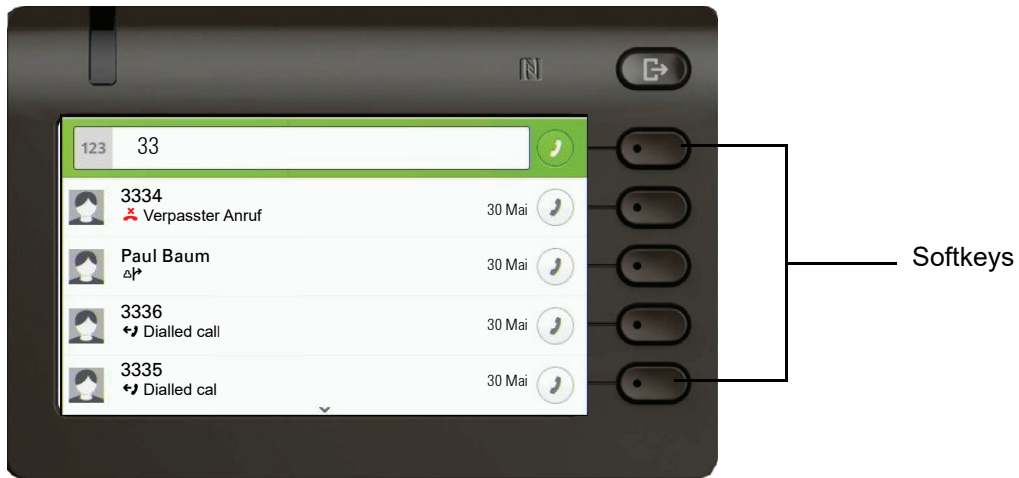 123 33
3334
Verpasster Anruf
30 Mai
Paul Baum
30 Mai
3336
Dialled call
30 Mai
3335
Dialled cal
30 Mai
Softkeys